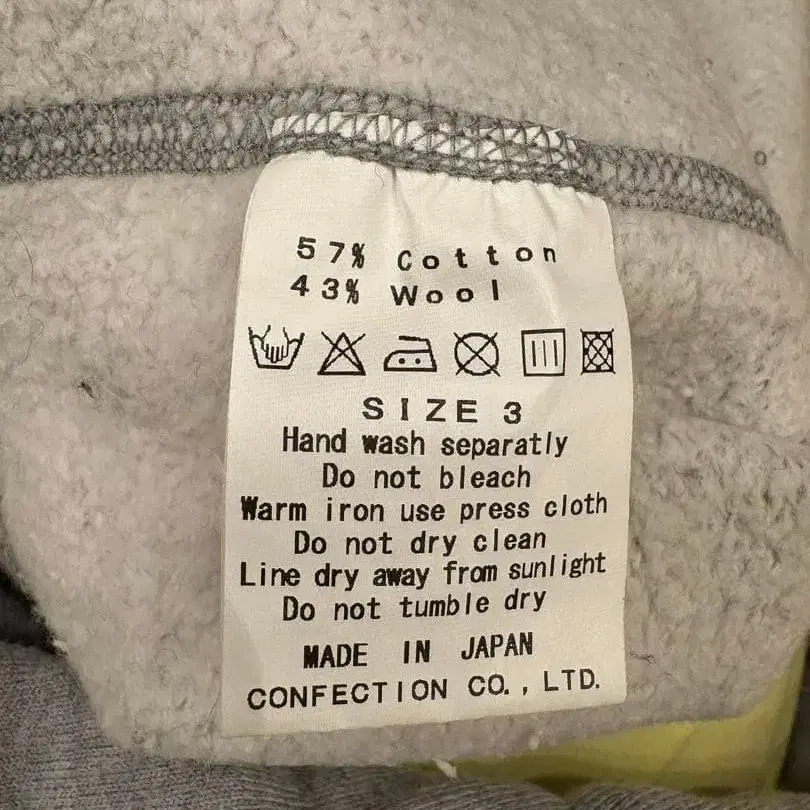 57% Cotton
43% Wool
SIZE 3
Hand wash separatly
Do not bleach
Warm iron use press cloth
Do not dry clean
Line dry away from sunlight
Do not tumble dry
MADE IN JAPAN
CONFECTION CO., LTD.